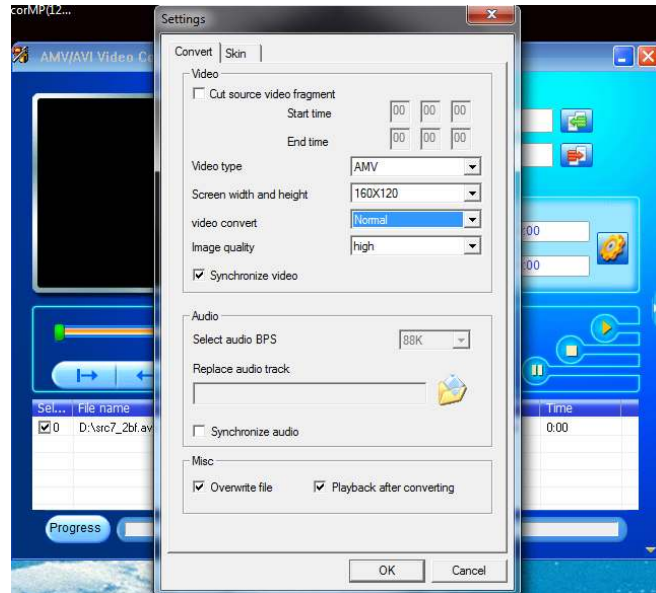 corMP(12...
Settings
AMV/AVI Video Co
Convert Skin
Video
Cut source video fragment
Start time 00 00 00
End time 00 00 00
Video type AMV
Screen width and height 160X120
video convert Normal
Image quality high
Synchronize video
:00
:00
Audio
Select audio BPS 88K
Replace audio track
Synchronize audio
Sel... File name Time
0 D:\src7_2bf.av 0:00
Misc
Overwrite file Playback after converting
Progress
OK Cancel